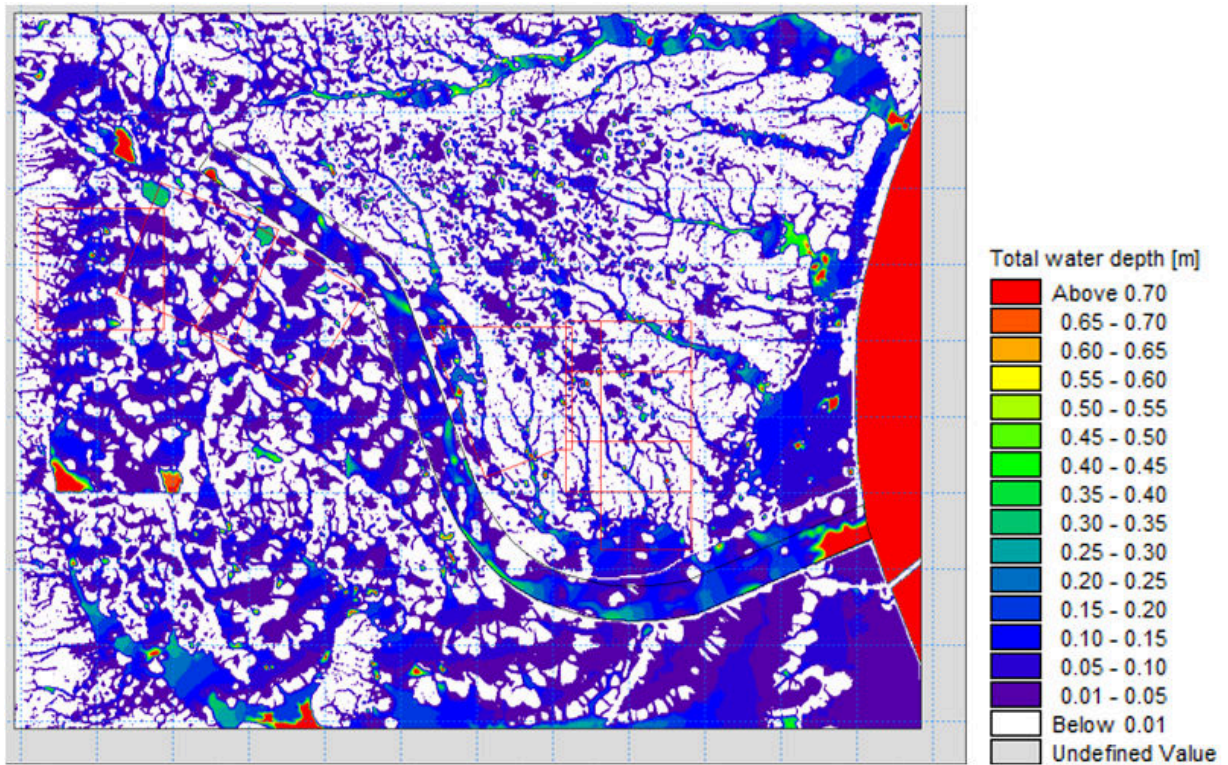 Total water depth [m]
Above 0.70
0.65 - 0.70
0.60 - 0.65
0.55 - 0.60
0.50 - 0.55
0.45 - 0.50
0.40 - 0.45
0.35 - 0.40
0.30 - 0.35
0.25 - 0.30
0.20 - 0.25
0.15 - 0.20
0.10 - 0.15
0.05 - 0.10
0.01 - 0.05
Below 0.01
Undefined Value